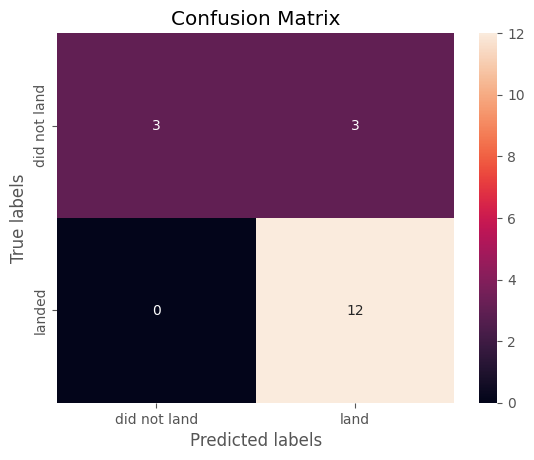 Confusion Matrix
True labels
did not land
landed
3 3
0 12
did not land land
Predicted labels
12
10
8
6
4
2
0